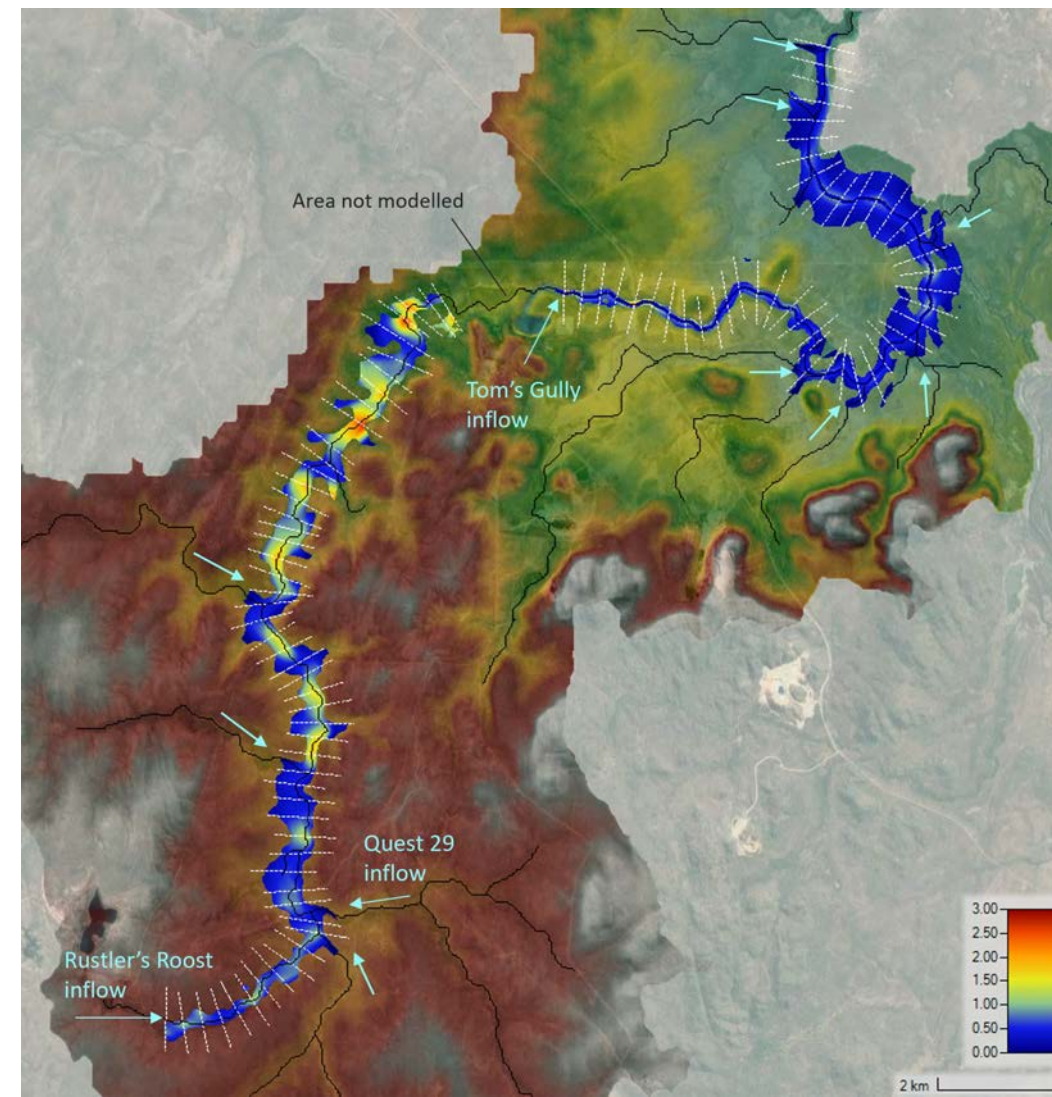 Area not modelled
Tom's Gully
inflow
Quest 29
inflow
Rustler's Roost
inflow
3.00
2.50
2.00
1.50
1.00
0.50
0.00
2 km